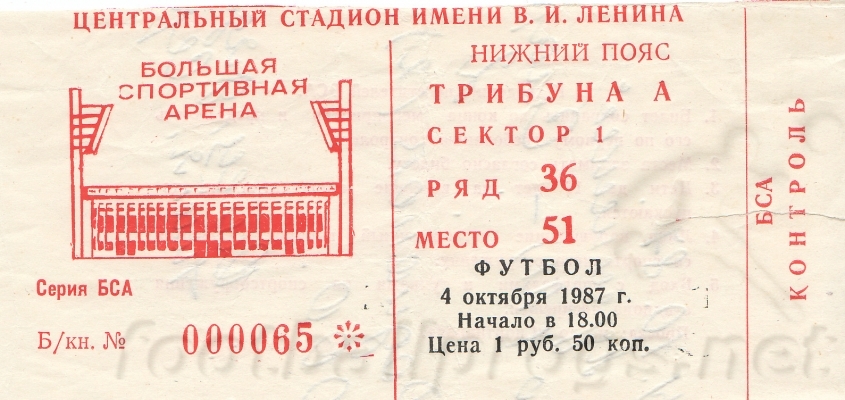 ЦЕНТРАЛЬНЫЙ СТАДИОН ИМЕНИ В. И. ЛЕНИНА
БОЛЬШАЯ
СПОРТИВНАЯ
АРЕНА
Серия БСА
Б/кн. № 000065
НИЖНИЙ ПОЯС
ТРИБУНА А
СЕКТОР 1
РЯД 36
МЕСТО 51
ФУТБОЛ
4 октября 1987 г.
Начало в 18.00
Цена 1 руб. 50 коп.
БСА
КОНТРОЛЬ